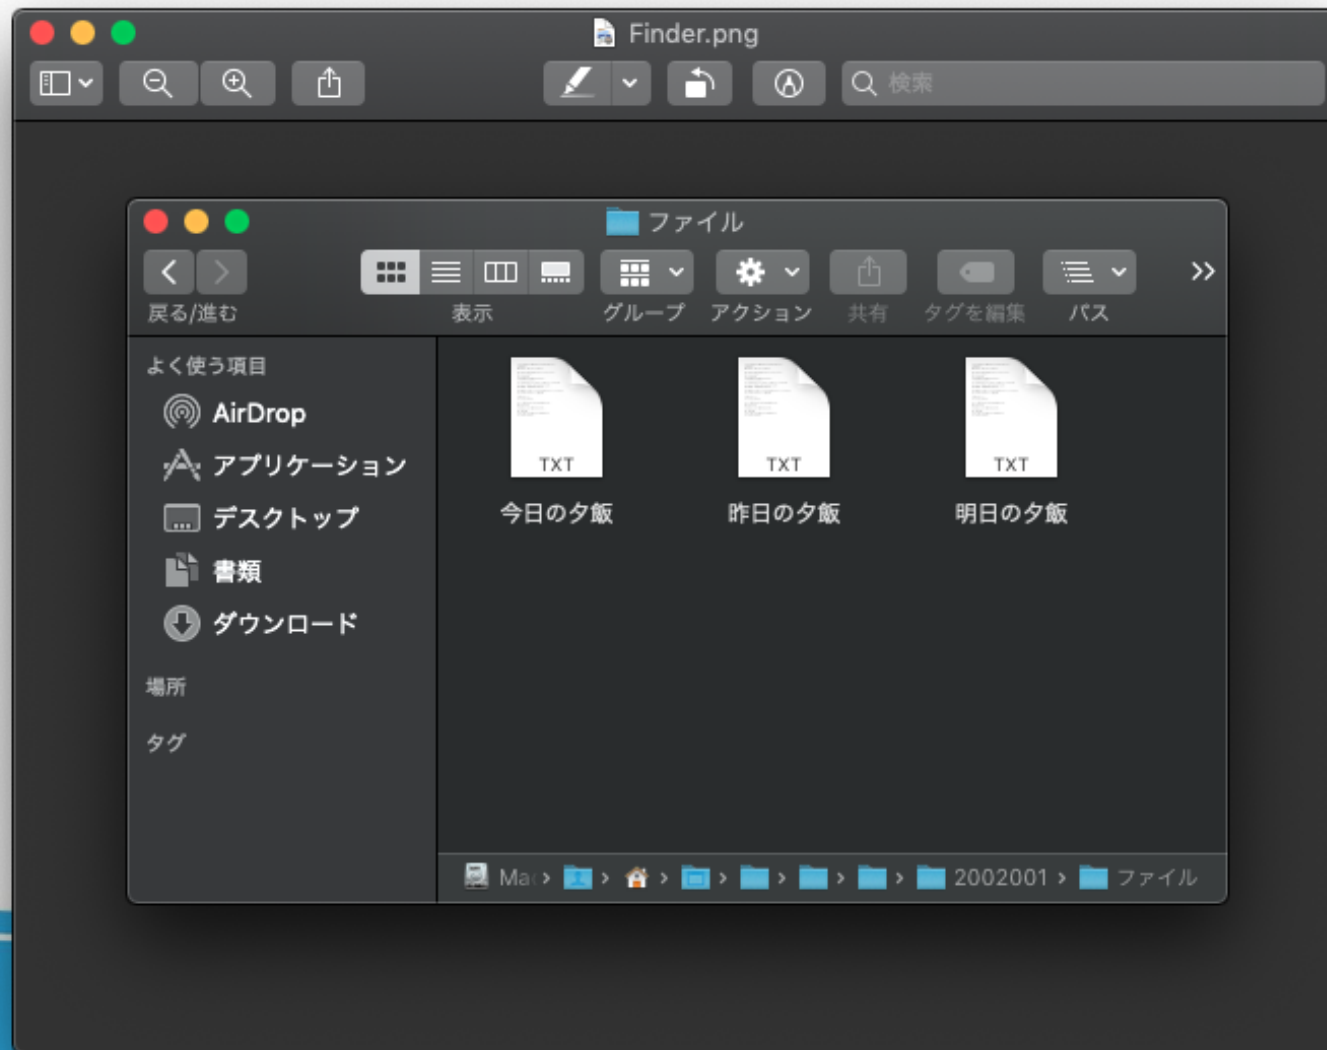 Finder.png
検索
ファイル
戻る/進む 表示 グループ アクション 共有 タグを編集 パス
よく使う項目
AirDrop
アプリケーション
デスクトップ
書類
ダウンロード
場所
タグ
TXT TXT TXT
今日の夕飯 昨日の夕飯 明日の夕飯
2002001 ファイル